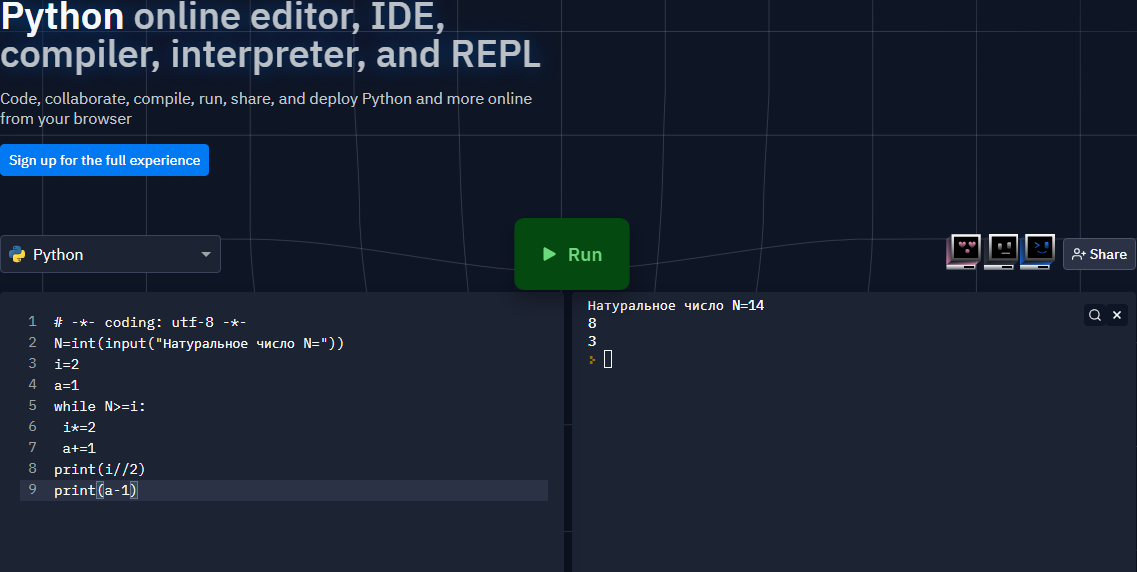 Python online editor, IDE,
compiler, interpreter, and REPL
Code, collaborate, compile, run, share, and deploy Python and more online
from your browser
Sign up for the full experience
Python
Run
Share
1 # -*- coding: utf-8 -*-
2 N=int(input("Натуральное число N="))
3 i=2
4 a=1
5 while N>=i:
6 i*=2
7 a+=1
8 print(i//2)
9 print(a-1)
Натуральное число N=14
8
3